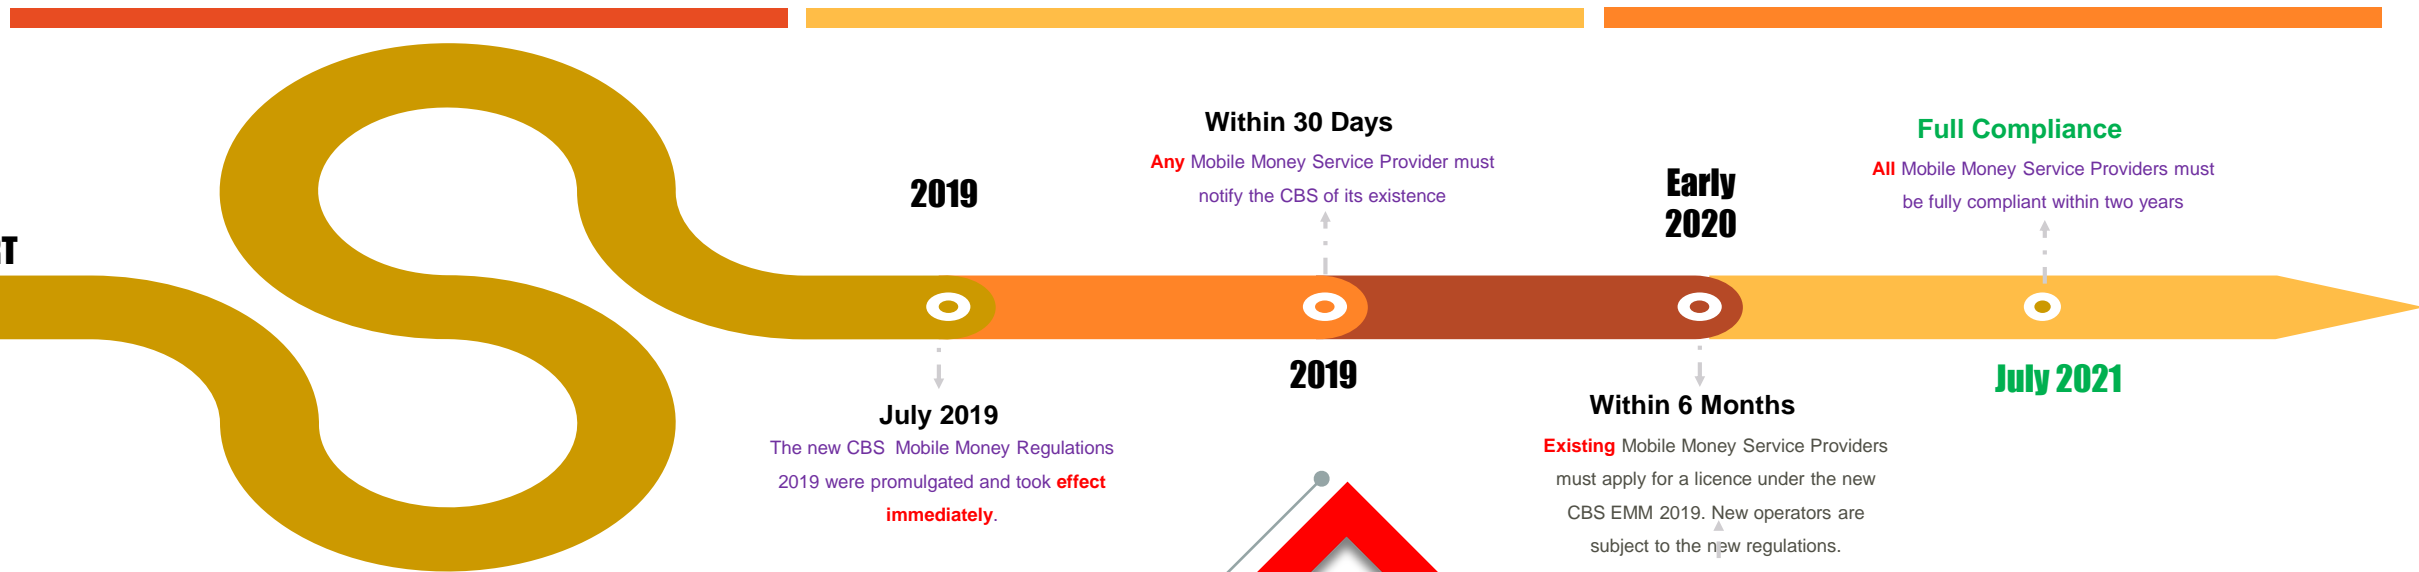 2019
July 2019
The new CBS  Mobile Money Regulations
2019 were promulgated and took effect
immediately.
Within 30 Days
Any Mobile Money Service Provider must
notify the CBS of its existence
2019
Early
2020
Within 6 Months
Existing Mobile Money Service Providers
must apply for a licence under the new
CBS EMM 2019. New operators are
subject to the new regulations.
Full Compliance
All Mobile Money Service Providers must
be fully compliant within two years
July 2021